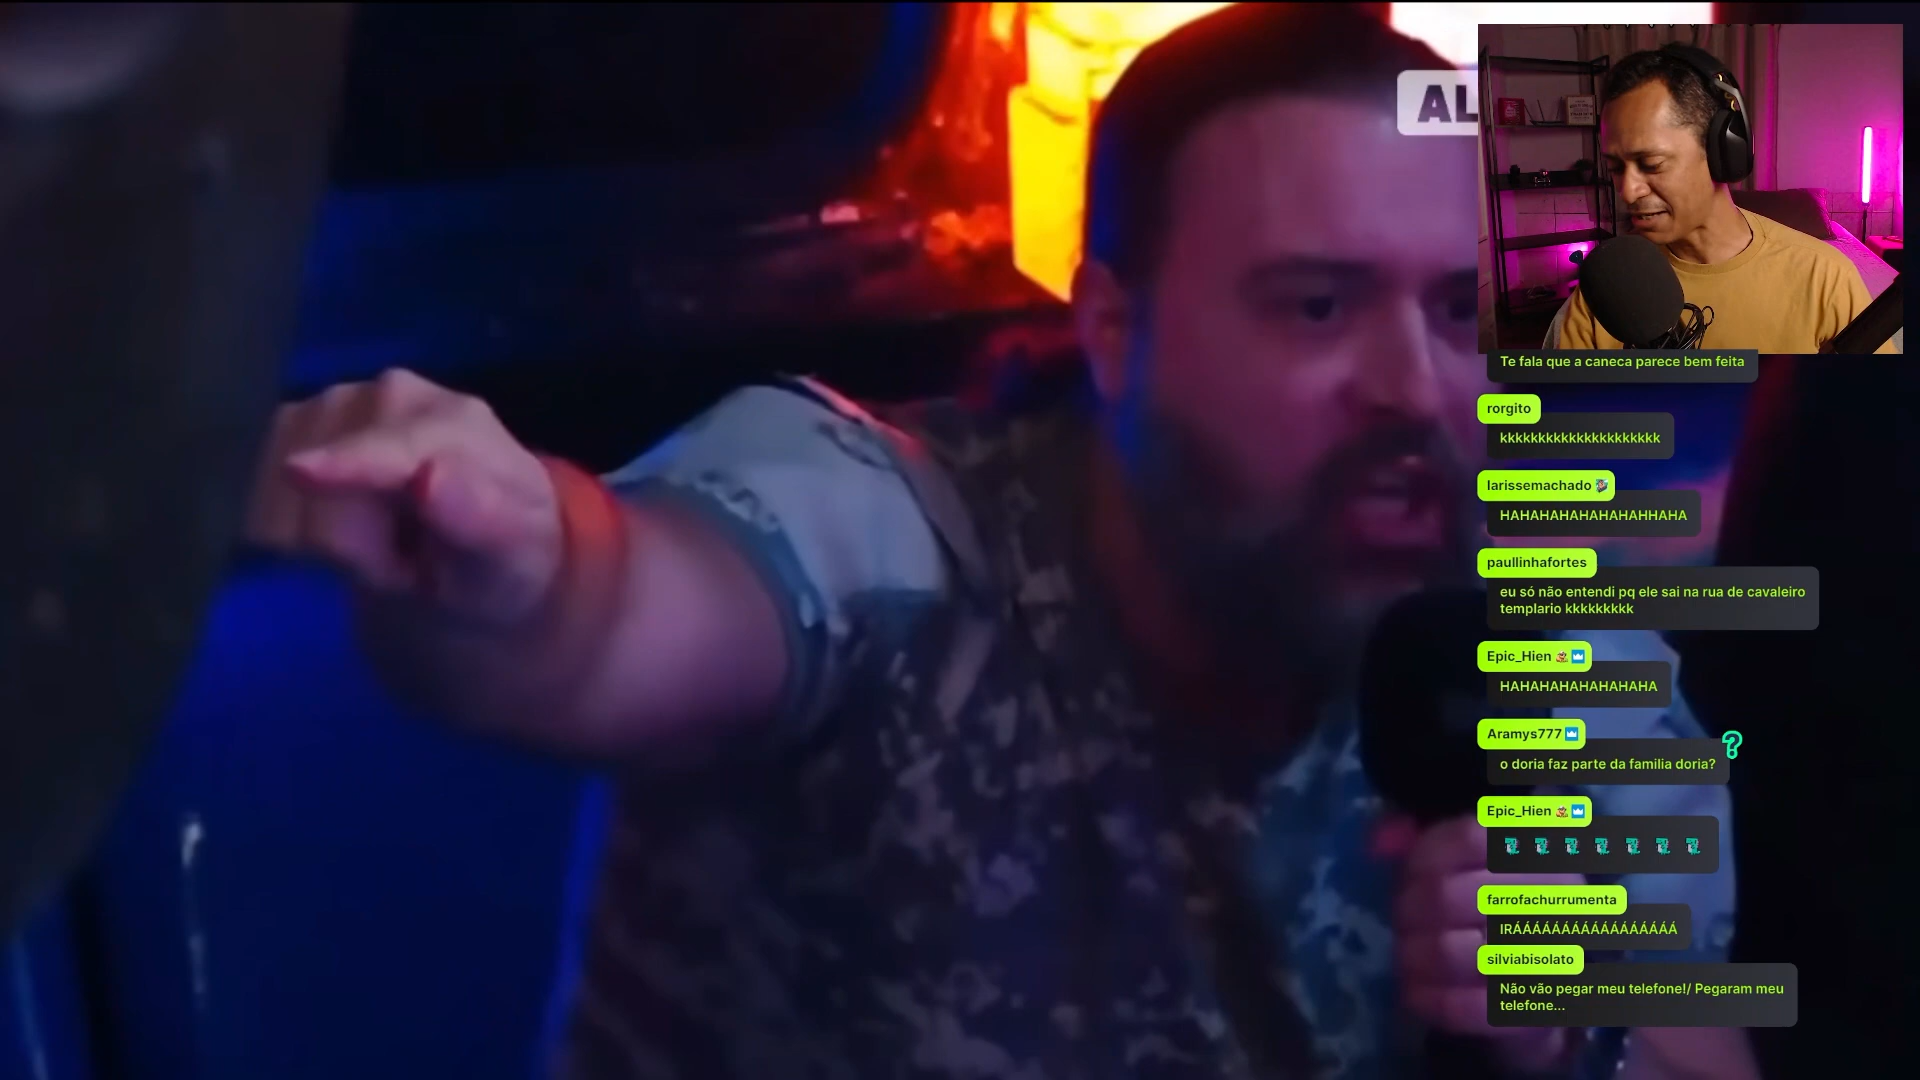 AL
Te fala que a caneca parece bem feita
rorgito
kkkkkkkkkkkkkkkkkkkkk
larissemachado
HAHAHAHAHAHAHAHHAHA
paullinhafortes
eu só não entendi pq ele sai na rua de cavaleiro
templario kkkkkkkkk
Epic_Hien
HAHAHAHAHAHAHAHA
Aramys777
?
o doria faz parte da familia doria?
Epic_Hien
farrofachurrumenta
IRÁÁÁÁÁÁÁÁÁÁÁÁÁÁÁÁÁ
silviabisolato
Não vão pegar meu telefone!/ Pegaram meu
telefone...